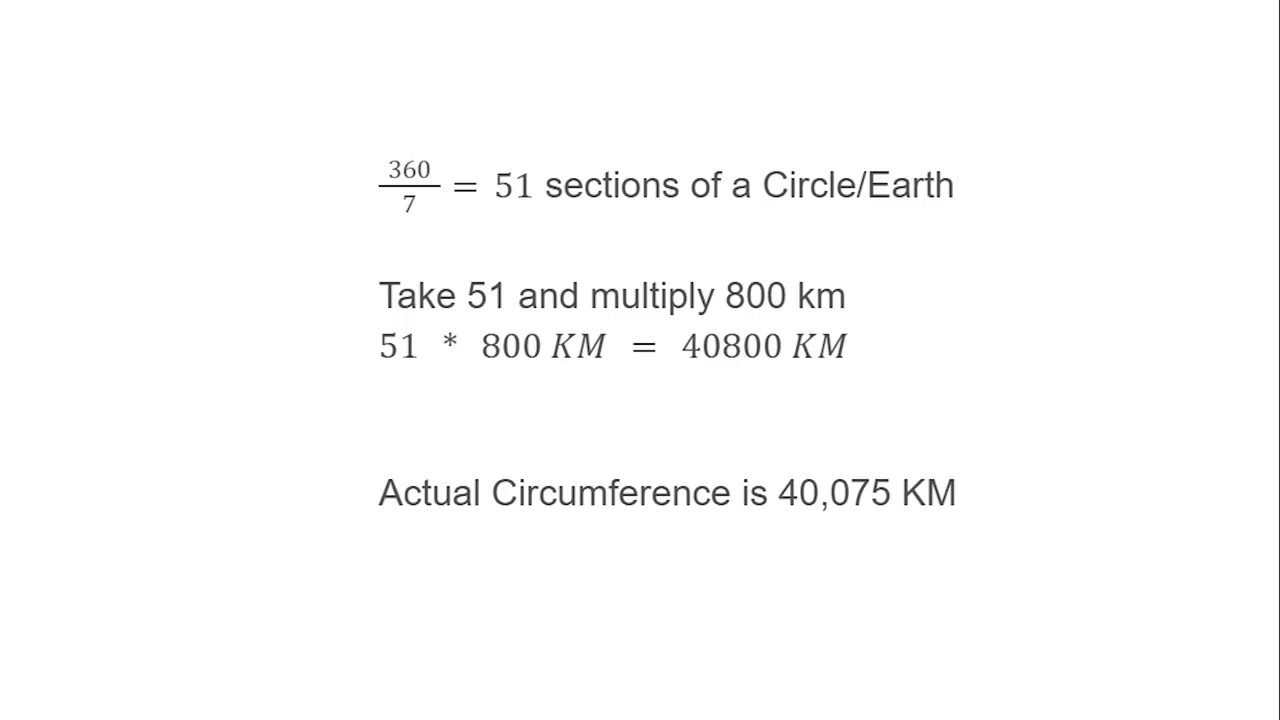 360/7 = 51 sections of a Circle/Earth
Take 51 and multiply 800 km
51 * 800 KM = 40800 KM
Actual Circumference is 40,075 KM